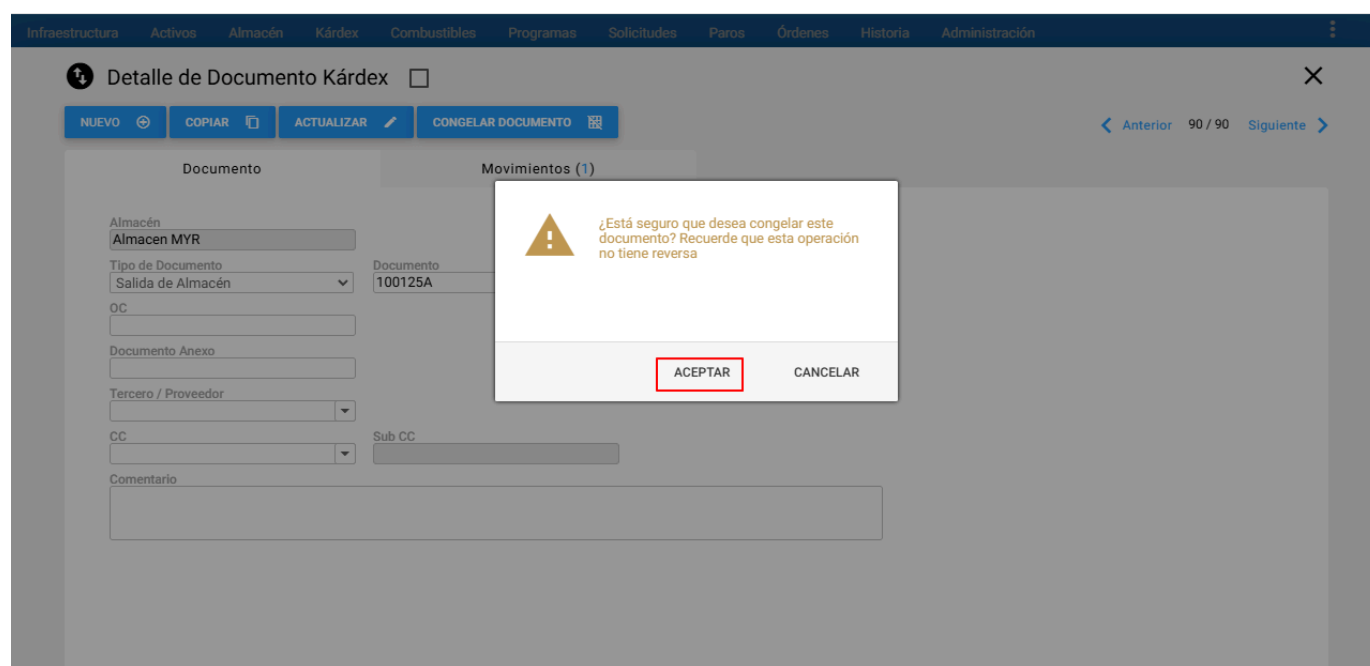 Infraestructura Activos Almacén Kárdex Combustibles Programas Solicitudes Paros Órdenes Historia Administración
Detalle de Documento Kárdex
NUEVO COPIAR ACTUALIZAR CONGELAR DOCUMENTO Anterior 90 / 90 Siguiente
Documento Movimientos (1)
¿Está seguro que desea congelar este
documento? Recuerde que esta operación
no tiene reversa
ACEPTAR CANCELAR
Almacén
Almacen MYR
Tipo de Documento Documento
Salida de Almacén 100125A
OC
Documento Anexo
Tercero / Proveedor
CC Sub CC
Comentario